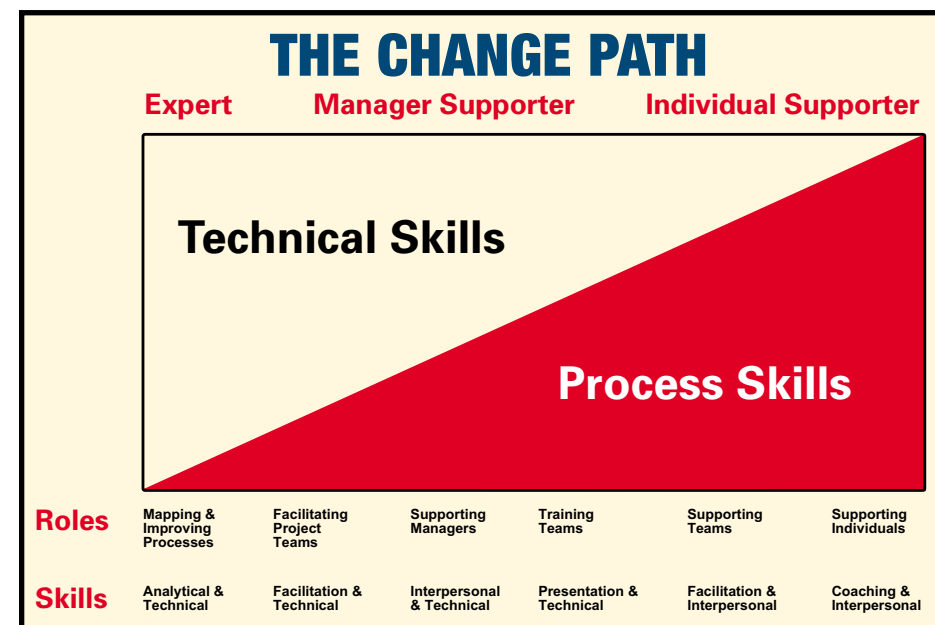 THE CHANGE PATH
Expert Manager Supporter Individual Supporter
Technical Skills
Process Skills
Roles
Mapping &
Improving
Processes
Facilitating
Project
Teams
Supporting
Managers
Training
Teams
Supporting
Teams
Supporting
Individuals
Skills
Analytical &
Technical
Facilitation &
Technical
Interpersonal
& Technical
Presentation &
Technical
Facilitation &
Interpersonal
Coaching &
Interpersonal